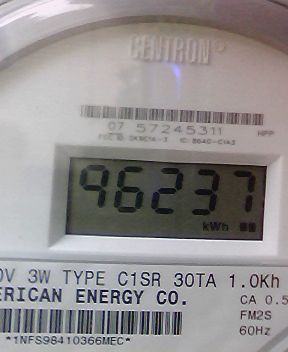 CENTRON®
07 57245311
HPP
96237
kWh
0V 3W TYPE C1SR 30TA 1.0Kh
ERICAN ENERGY CO.
CA 0.5
FM2S
60Hz
*1NFS98410366MEC*